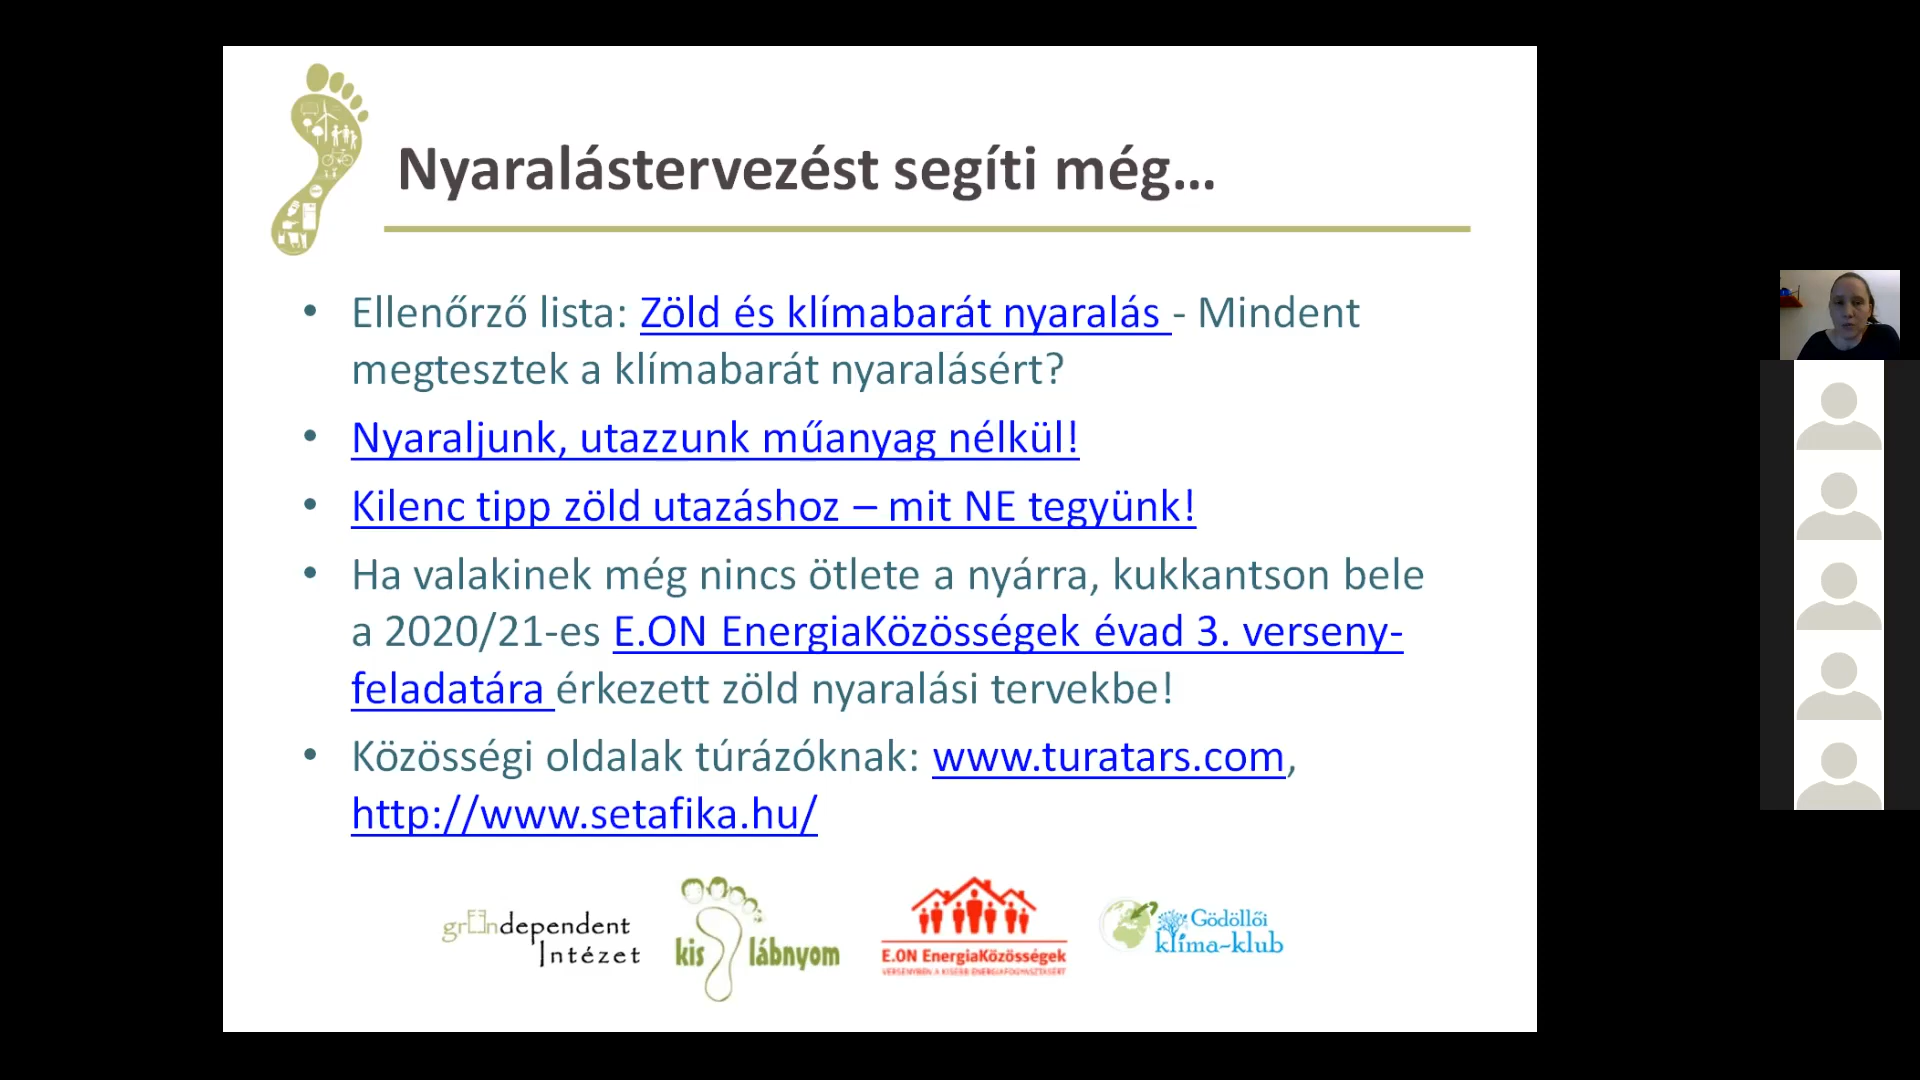 Nyaralástervezést segíti még...
• Ellenőrző lista: Zöld és klímabarát nyaralás - Mindent
megtesztek a klímabarát nyaralásért?
• Nyaraljunk, utazzunk műanyag nélkül!
• Kilenc tipp zöld utazáshoz – mit NE tegyünk!
• Ha valakinek még nincs ötlete a nyárra, kukkantson bele
a 2020/21-es E.ON EnergiaKözösségek évad 3. verseny-
feladatára érkezett zöld nyaralási tervekbe!
• Közösségi oldalak túrázóknak: www.turatars.com,
http://www.setafika.hu/
gründependent
Intézet
kis lábnyom
E.ON EnergiaKözösségek
VERSENYBEN A KISEBB ENERGIAFOGYASZTÁSÉRT
Gödöllői
klíma-klub